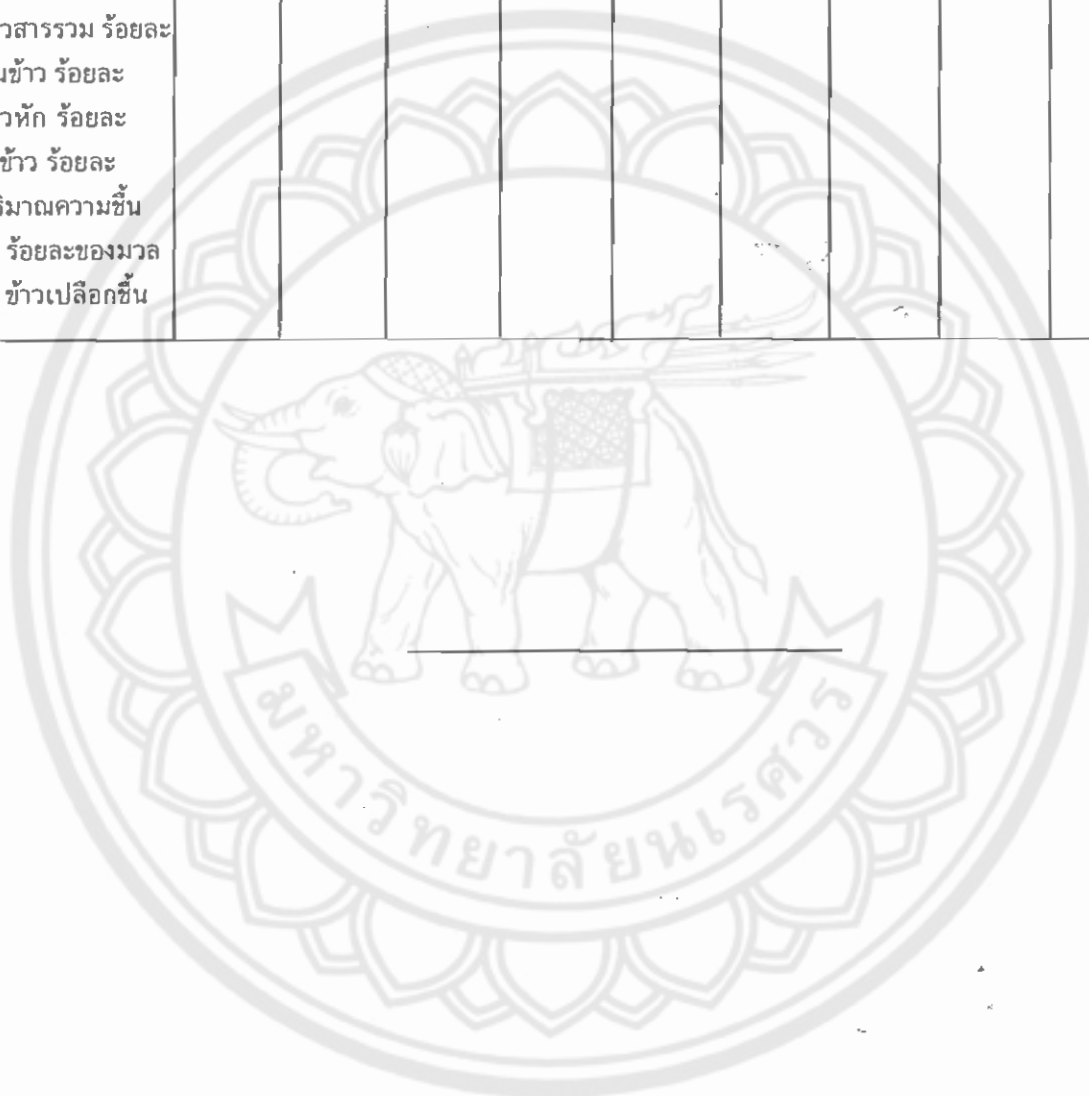 วสารรวม ร้อยละ
นข้าว ร้อยละ
วหัก ร้อยละ
ข้าว ร้อยละ
ริมาณความชื้น
ร้อยละของมวล
ข้าวเปลือกชื้น
มหาวิทยาลัยนเรศวร